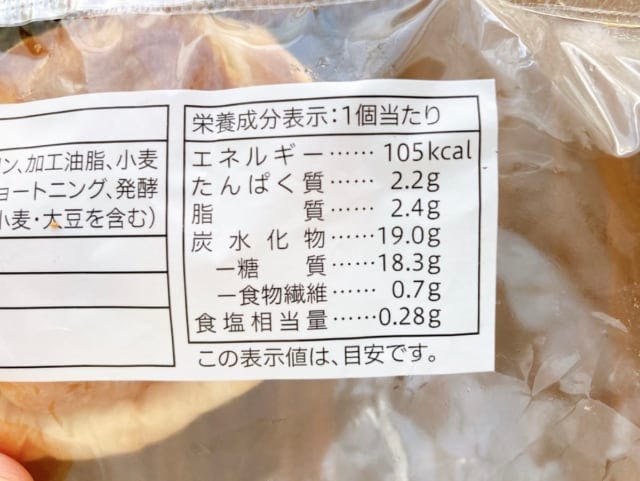 ン、加工油脂、小麦
ョートニング、発酵
小麦・大豆を含む）
栄養成分表示：1個当たり
エネルギー……105kcal
たんぱく質…… 2.2g
脂質…… 2.4g
炭水化物……19.0g
ー糖質……18.3g
ー食物繊維…… 0.7g
食塩相当量……0.28g
この表示値は、目安です。